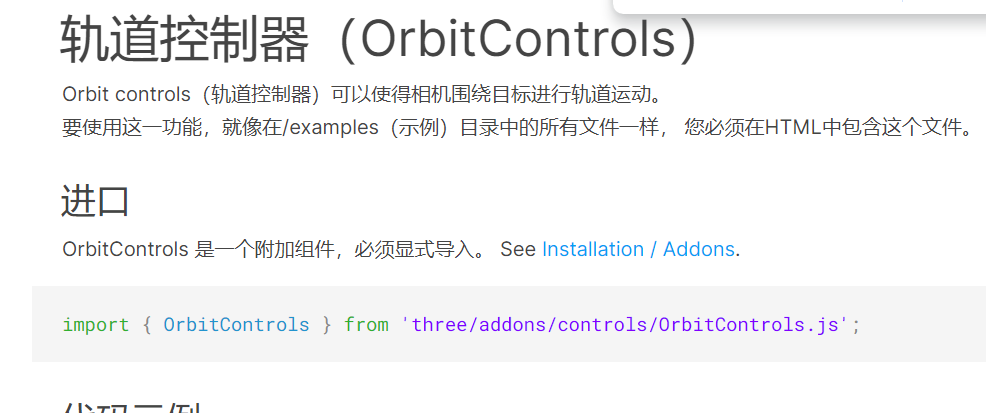 轨道控制器（OrbitControls）
Orbit controls（轨道控制器）可以使得相机围绕目标进行轨道运动。
要使用这一功能，就像在/examples（示例）目录中的所有文件一样， 您必须在HTML中包含这个文件。
进口
OrbitControls 是一个附加组件，必须显式导入。 See Installation / Addons.
import { OrbitControls } from 'three/addons/controls/OrbitControls.js';
代码示例